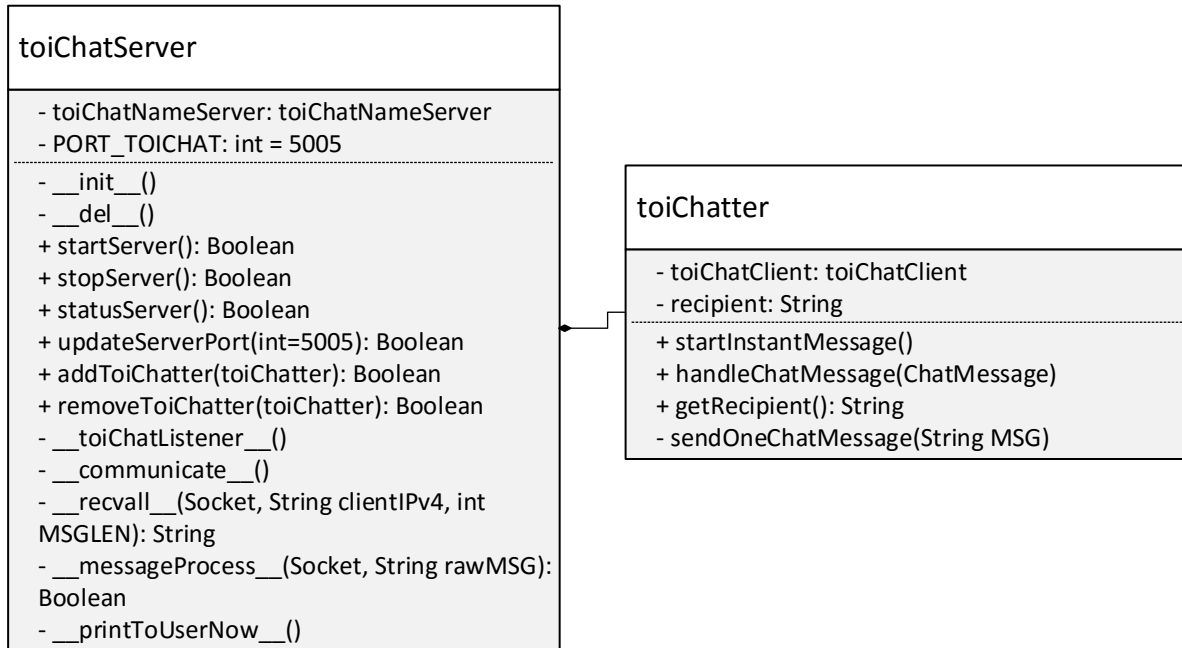 toiChatServer
- toiChatNameServer: toiChatNameServer
- PORT_TOICHAT: int = 5005
- __init__()
- __del__()
+ startServer(): Boolean
+ stopServer(): Boolean
+ statusServer(): Boolean
+ updateServerPort(int=5005): Boolean
+ addToiChatter(toiChatter): Boolean
+ removeToiChatter(toiChatter): Boolean
- __toiChatListener__()
- __communicate__()
- __recvall__(Socket, String clientIPv4, int
MSGLEN): String
- __messageProcess__(Socket, String rawMSG):
Boolean
- __printToUserNow__()
toiChatter
- toiChatClient: toiChatClient
- recipient: String
+ startInstantMessage()
+ handleChatMessage(ChatMessage)
+ getRecipient(): String
- sendOneChatMessage(String MSG)